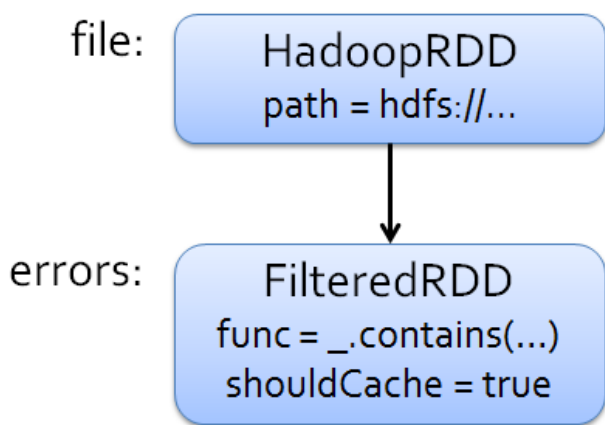 file:
HadoopRDD
path = hdfs://...
errors:
FilteredRDD
func = _.contains(...)
shouldCache = true